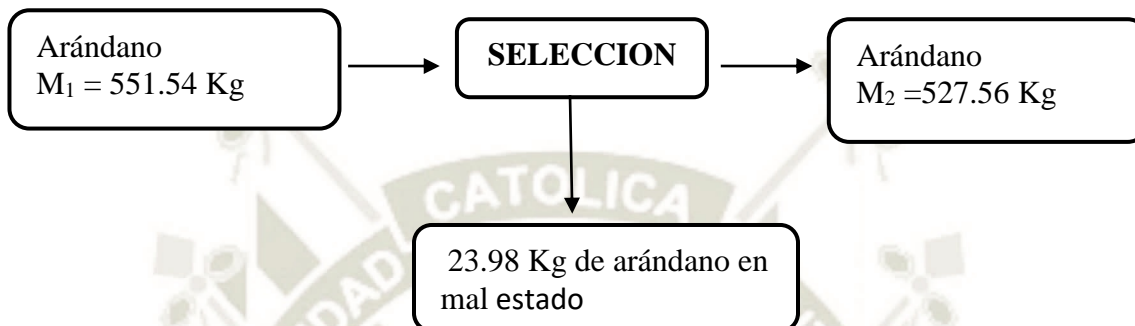 Arándano
M₁ = 551.54 Kg
SELECCION
Arándano
M₂ =527.56 Kg
CATOLICA
DAD
23.98 Kg de arándano en
mal estado